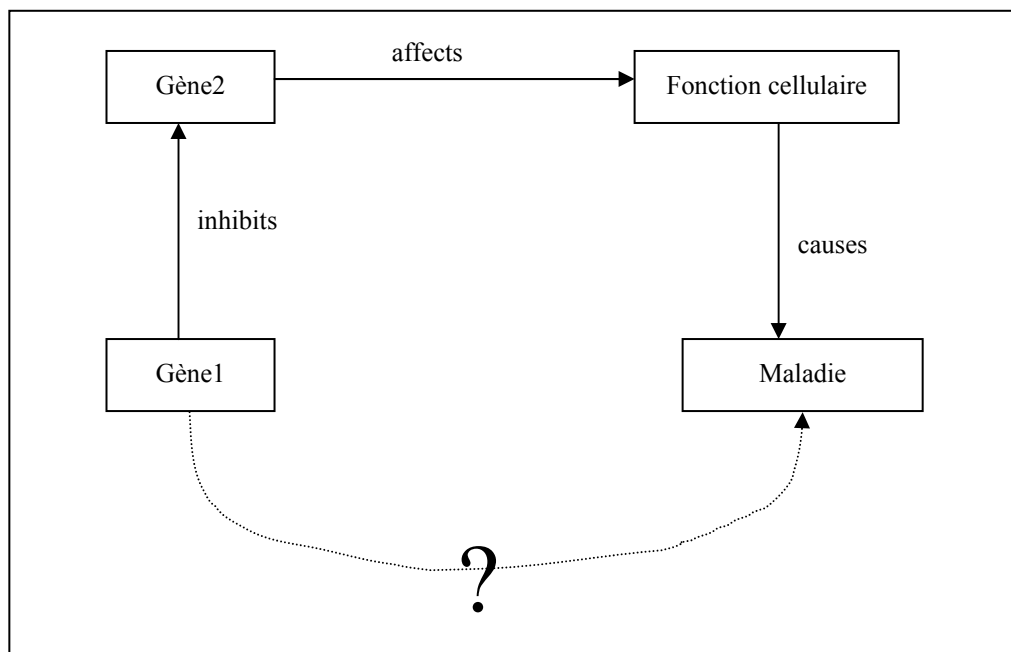 affects
Gène2
Fonction cellulaire
inhibits
causes
Gène1
Maladie
?